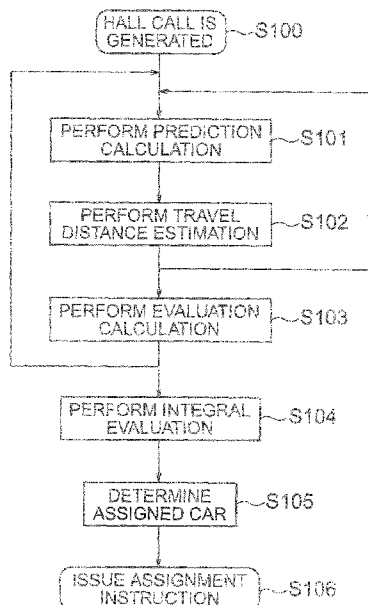 HALL CALL IS
GENERATED
S100
PERFORM PREDICTION
CALCULATION
S101
PERFORM TRAVEL
DISTANCE ESTIMATION
S102
PERFORM EVALUATION
CALCULATION
S103
PERFORM INTEGRAL
EVALUATION
S104
DETERMINE
ASSIGNED CAR
S105
ISSUE ASSIGNMENT
INSTRUCTION
S106